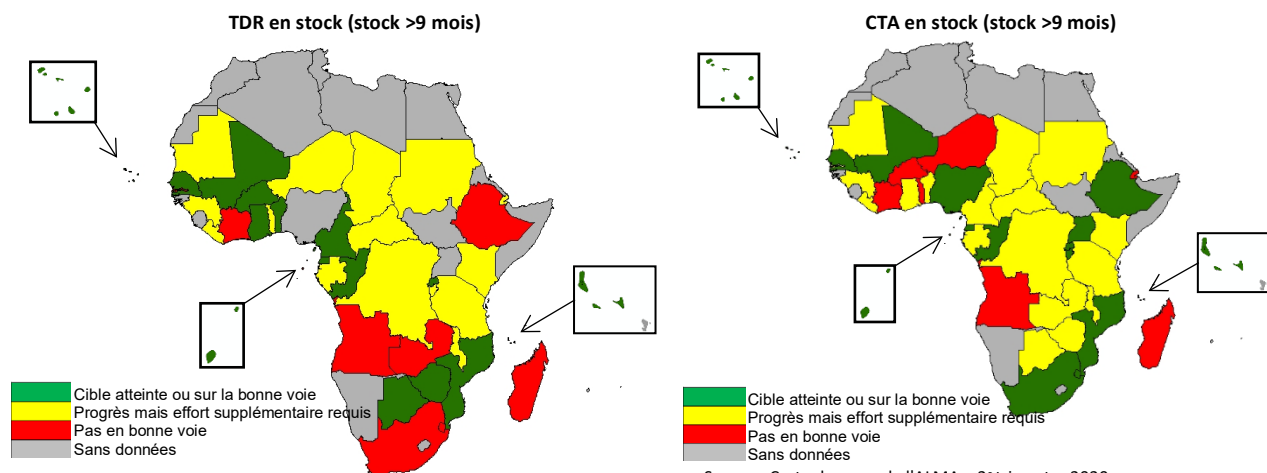 TDR en stock (stock >9 mois)
Cible atteinte ou sur la bonne voie
Progrès mais effort supplémentaire requis
Pas en bonne voie
Sans données
CTA en stock (stock >9 mois)
Cible atteinte ou sur la bonne voie
Progrès mais effort supplémentaire requis
Pas en bonne voie
Sans données